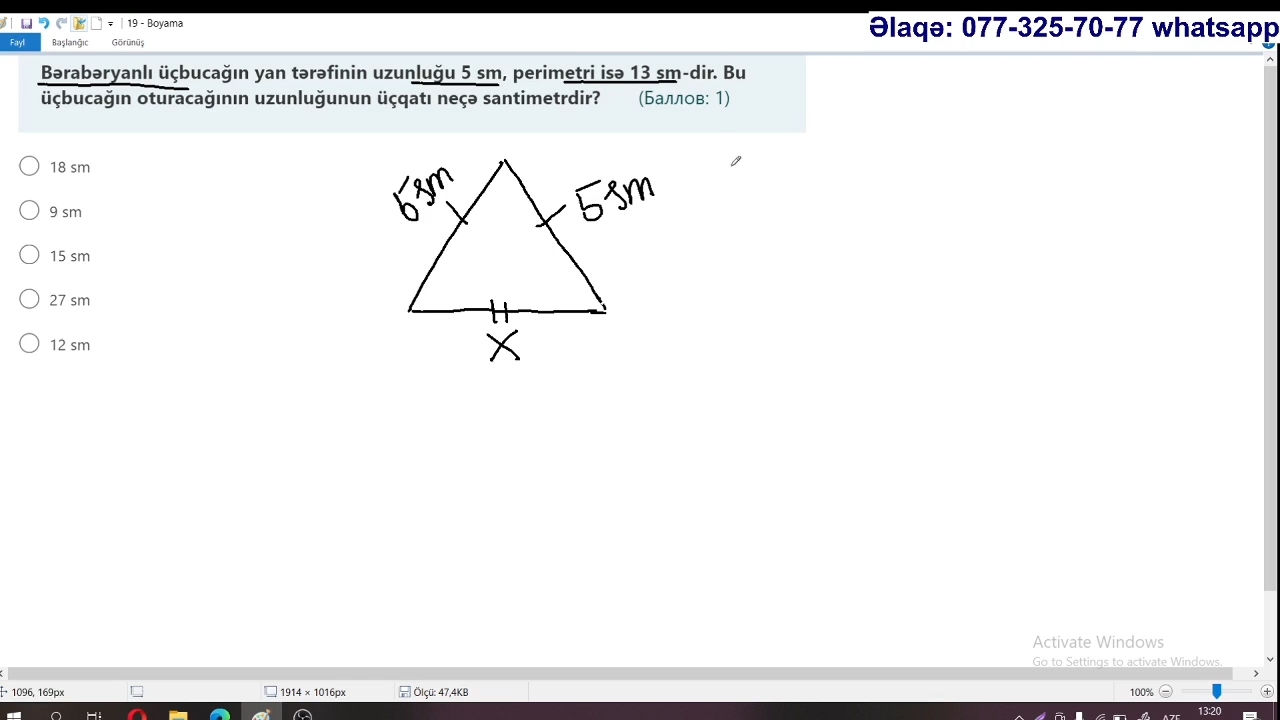 19 - Boyama
Əlaqə: 077-325-70-77 whatsapp
Fayl Başlanğıc Görünüş
Bərabəryanlı üçbucağın yan tərəfinin uzunluğu 5 sm, perimetri isə 13 sm-dir. Bu
üçbucağın oturacağının uzunluğunun üçqatı neçə santimetrdir? (Баллов: 1)
18 sm
9 sm
15 sm
27 sm
12 sm
5sm
5sm
X
Activate Windows
Go to Settings to activate Windows.
1096, 169px
1914 × 1016px
Ölçü: 47,4KB
100%
AZE
13:20